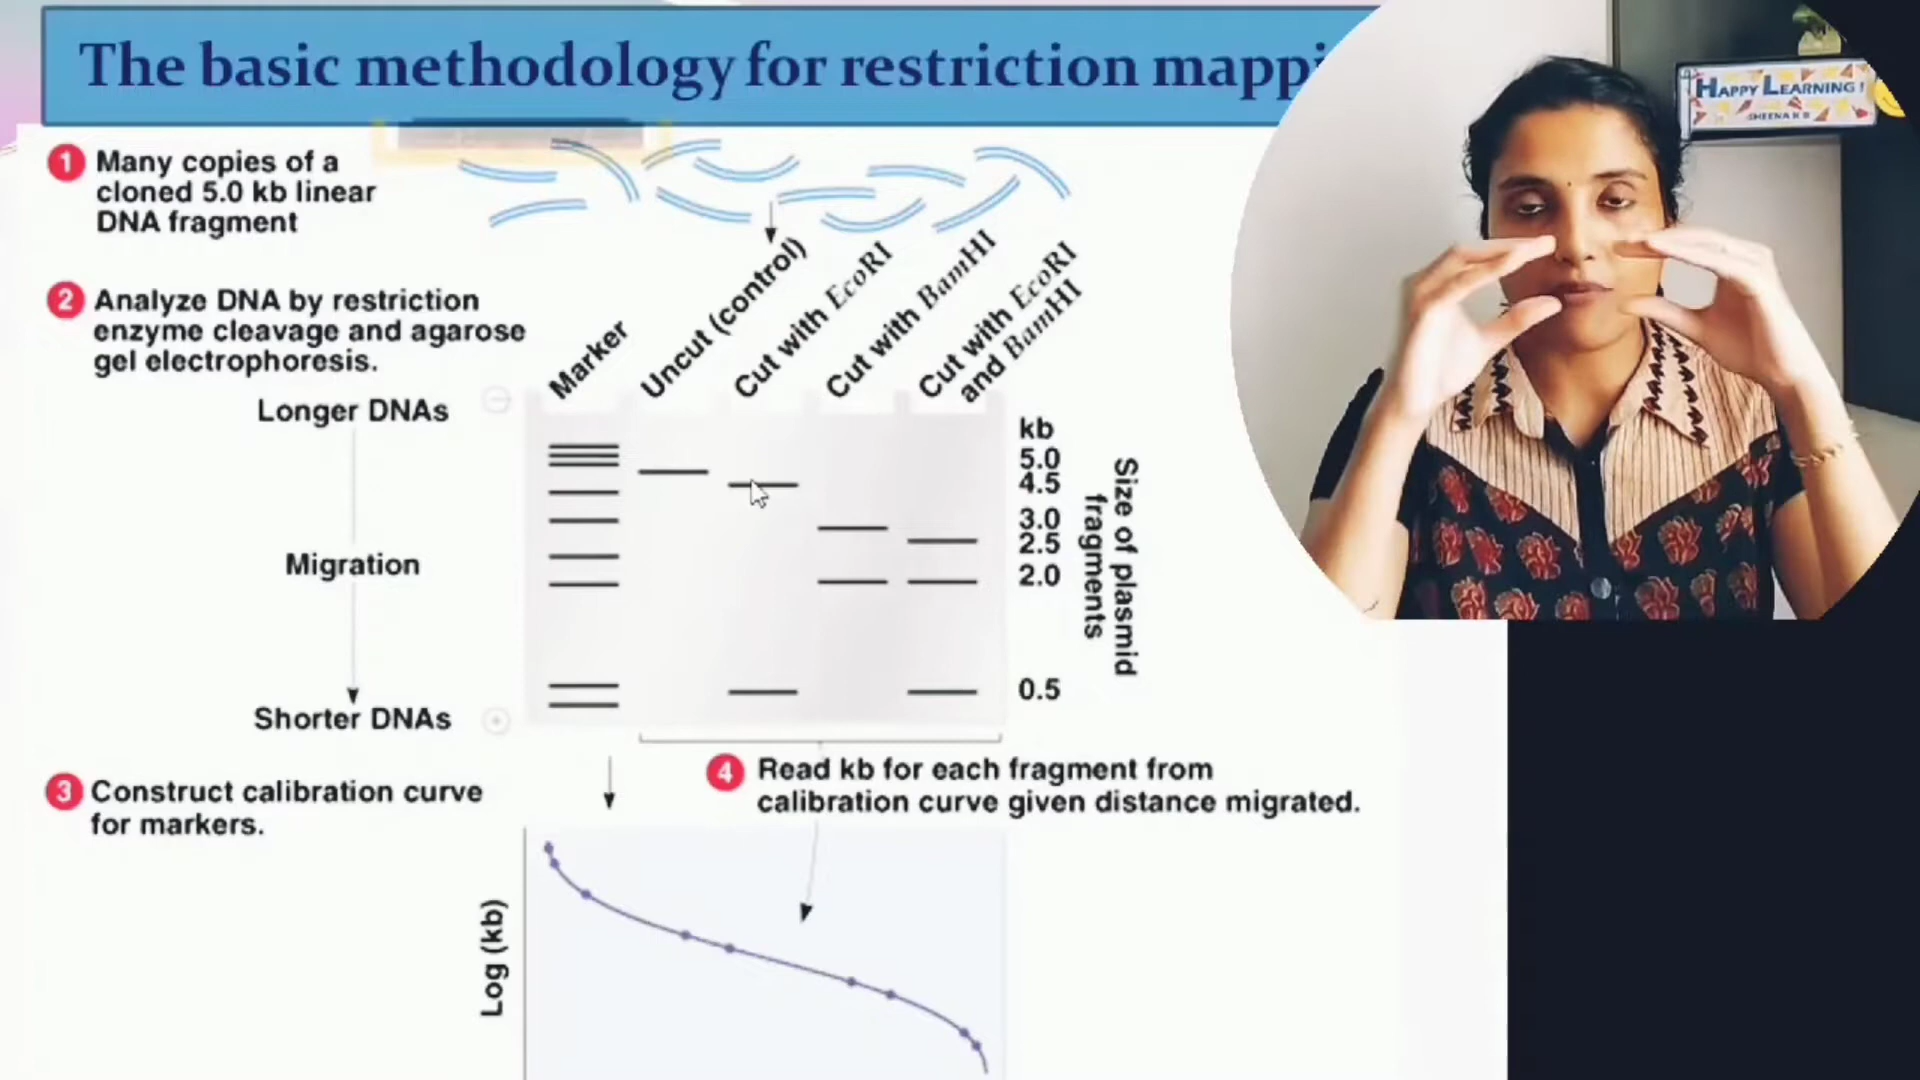 The basic methodology for restriction mappi
HAPPY LEARNING !
SHEENA K B
1 Many copies of a
cloned 5.0 kb linear
DNA fragment
2 Analyze DNA by restriction
enzyme cleavage and agarose
gel electrophoresis.
Marker
Uncut (control)
Cut with EcoRI
Cut with BamHI
Cut with EcoRI
and BamHI
Longer DNAs
Migration
Shorter DNAs
kb
5.0
4.5
3.0
2.5
2.0
0.5
Size of plasmid
fragments
3 Construct calibration curve
for markers.
4 Read kb for each fragment from
calibration curve given distance migrated.
Log (kb)